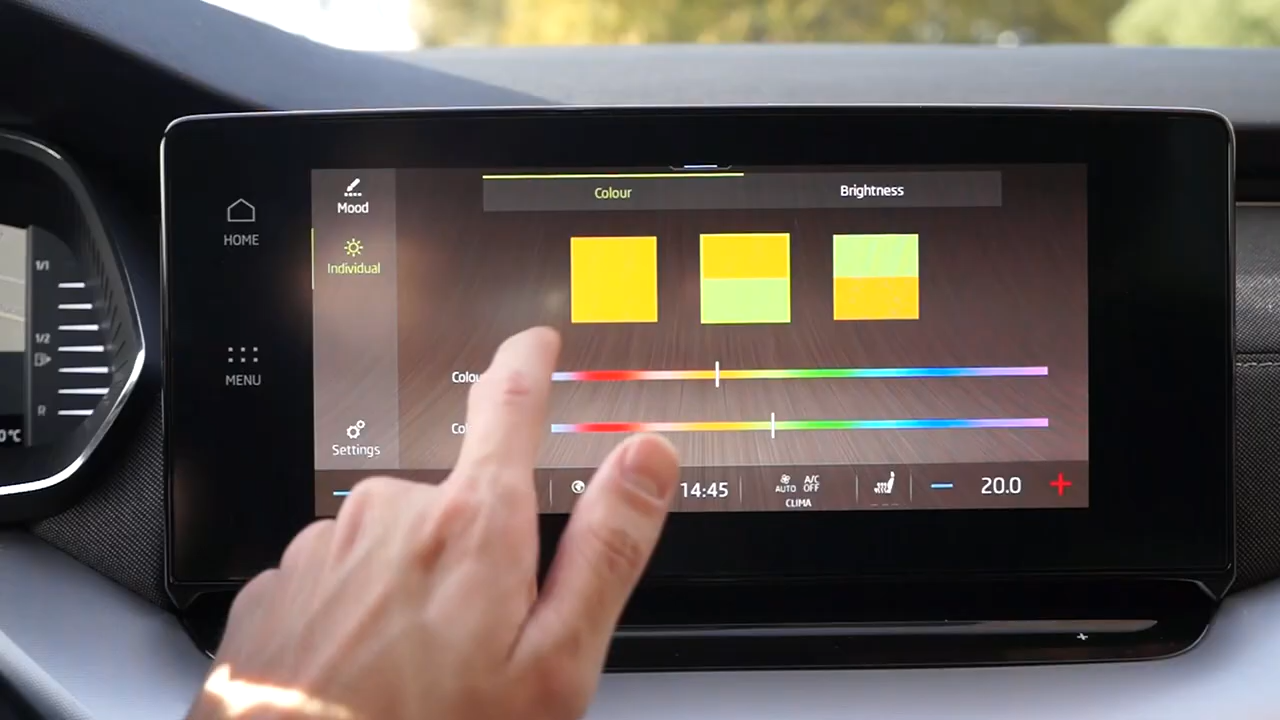 Colour
Brightness
Mood
HOME
Individual
1/1
1/2
MENU
R
Settings
14:45
AUTO
A/C
OFF
CLIMA
20.0